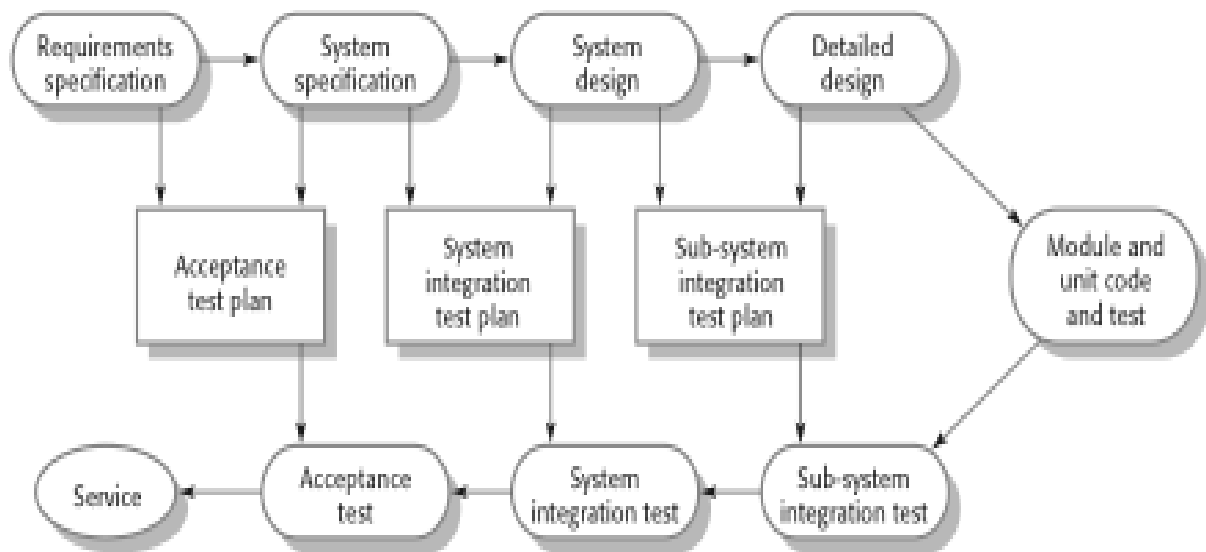 Requirements
specification
System
specification
System
design
Detailed
design
Acceptance
test plan
System
integration
test plan
Sub-system
integration
test plan
Module and
unit code
and test
Service
Acceptance
test
System
integration test
Sub-system
integration test